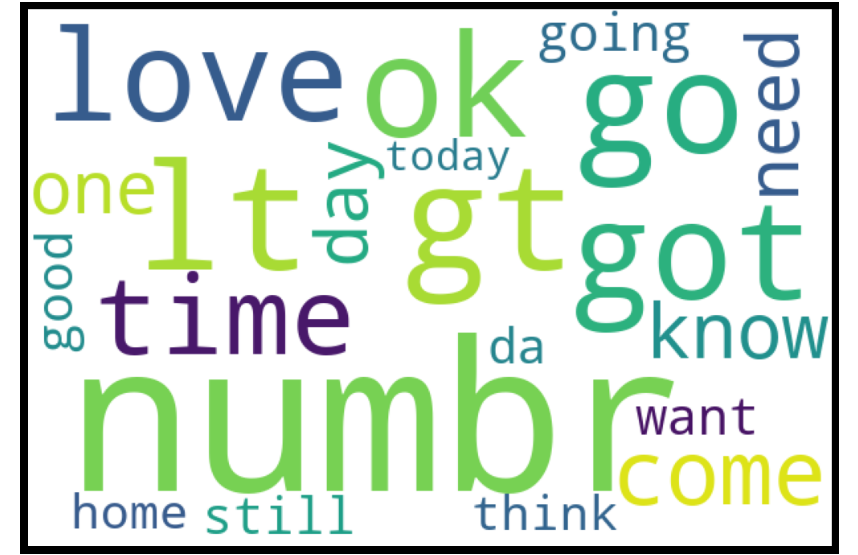 love
ok
going
go
need
one
lt
day
today
gt
got
good
time
da
know
numbr
want
come
home
still
think